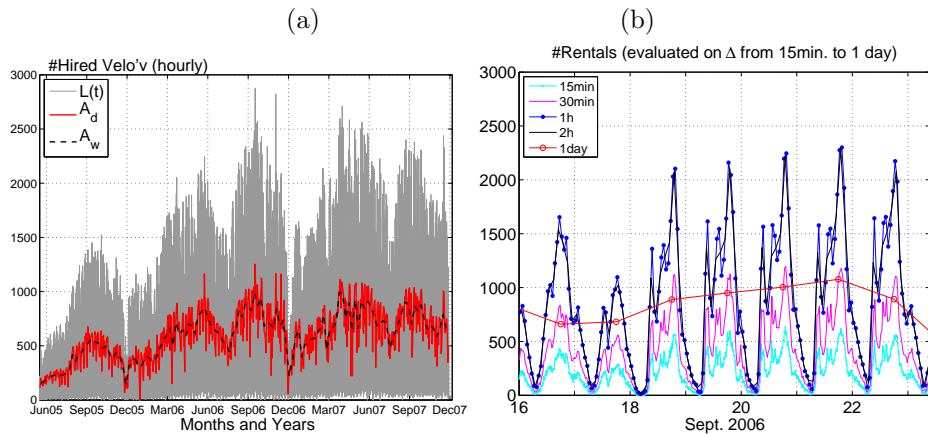 (a)
#Hired Velo'v (hourly)
3000
2500
2000
1500
1000
500
0
L(t)
A_d
A_w
Jun05 Sep05 Dec05 Mar06 Jun06 Sep06 Dec06 Mar07 Jun07 Sep07 Dec07
Months and Years
(b)
#Rentals (evaluated on Δ from 15min. to 1 day)
3000
2500
2000
1500
1000
500
0
15min
30min
1h
2h
1day
16 18 20 22
Sept. 2006